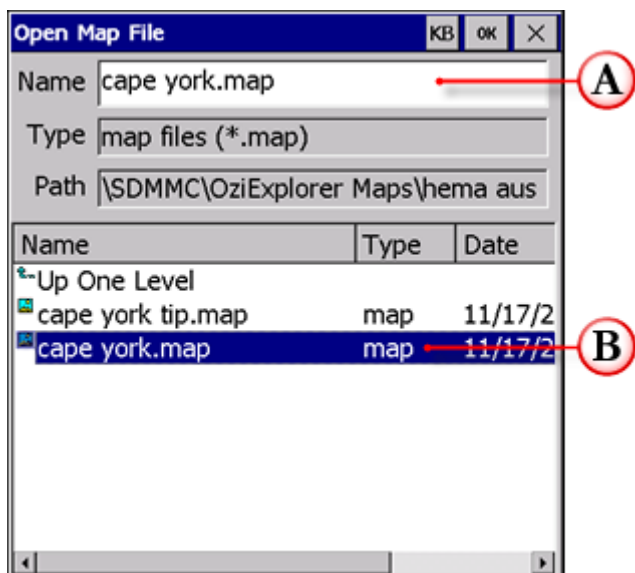 Open Map File KB OK
Name cape york.map A
Type map files (*.map)
Path \SDMMC\OziExplorer Maps\hema aus
Name Type Date
Up One Level
cape york tip.map map 11/17/2
cape york.map map 11/17/2 B